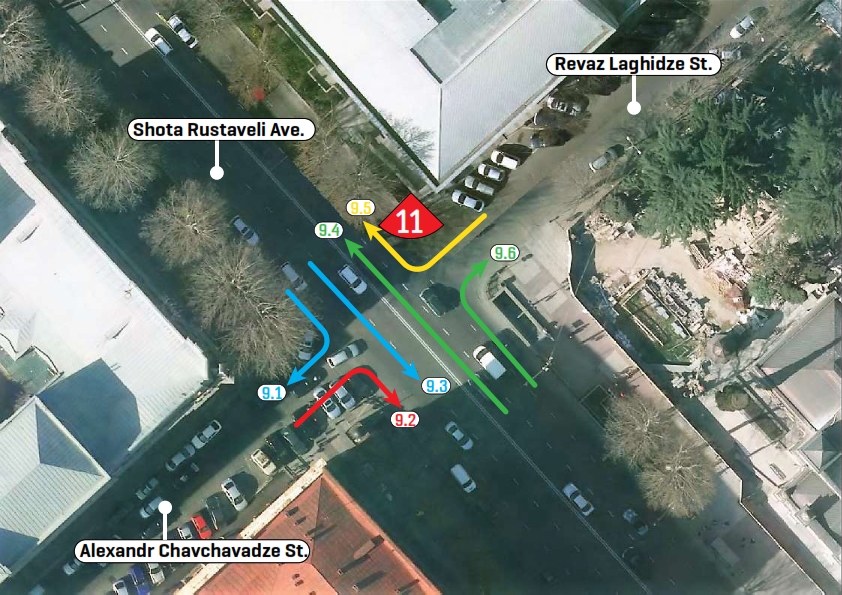 Revaz Laghidze St.
Shota Rustaveli Ave.
9.5
11
9.4
9.6
9.3
9.1
9.2
Alexandr Chavchavadze St.